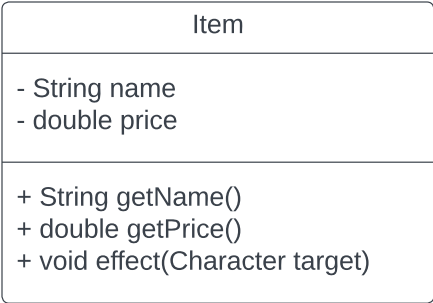 Item
- String name
- double price
+ String getName()
+ double getPrice()
+ void effect(Character target)